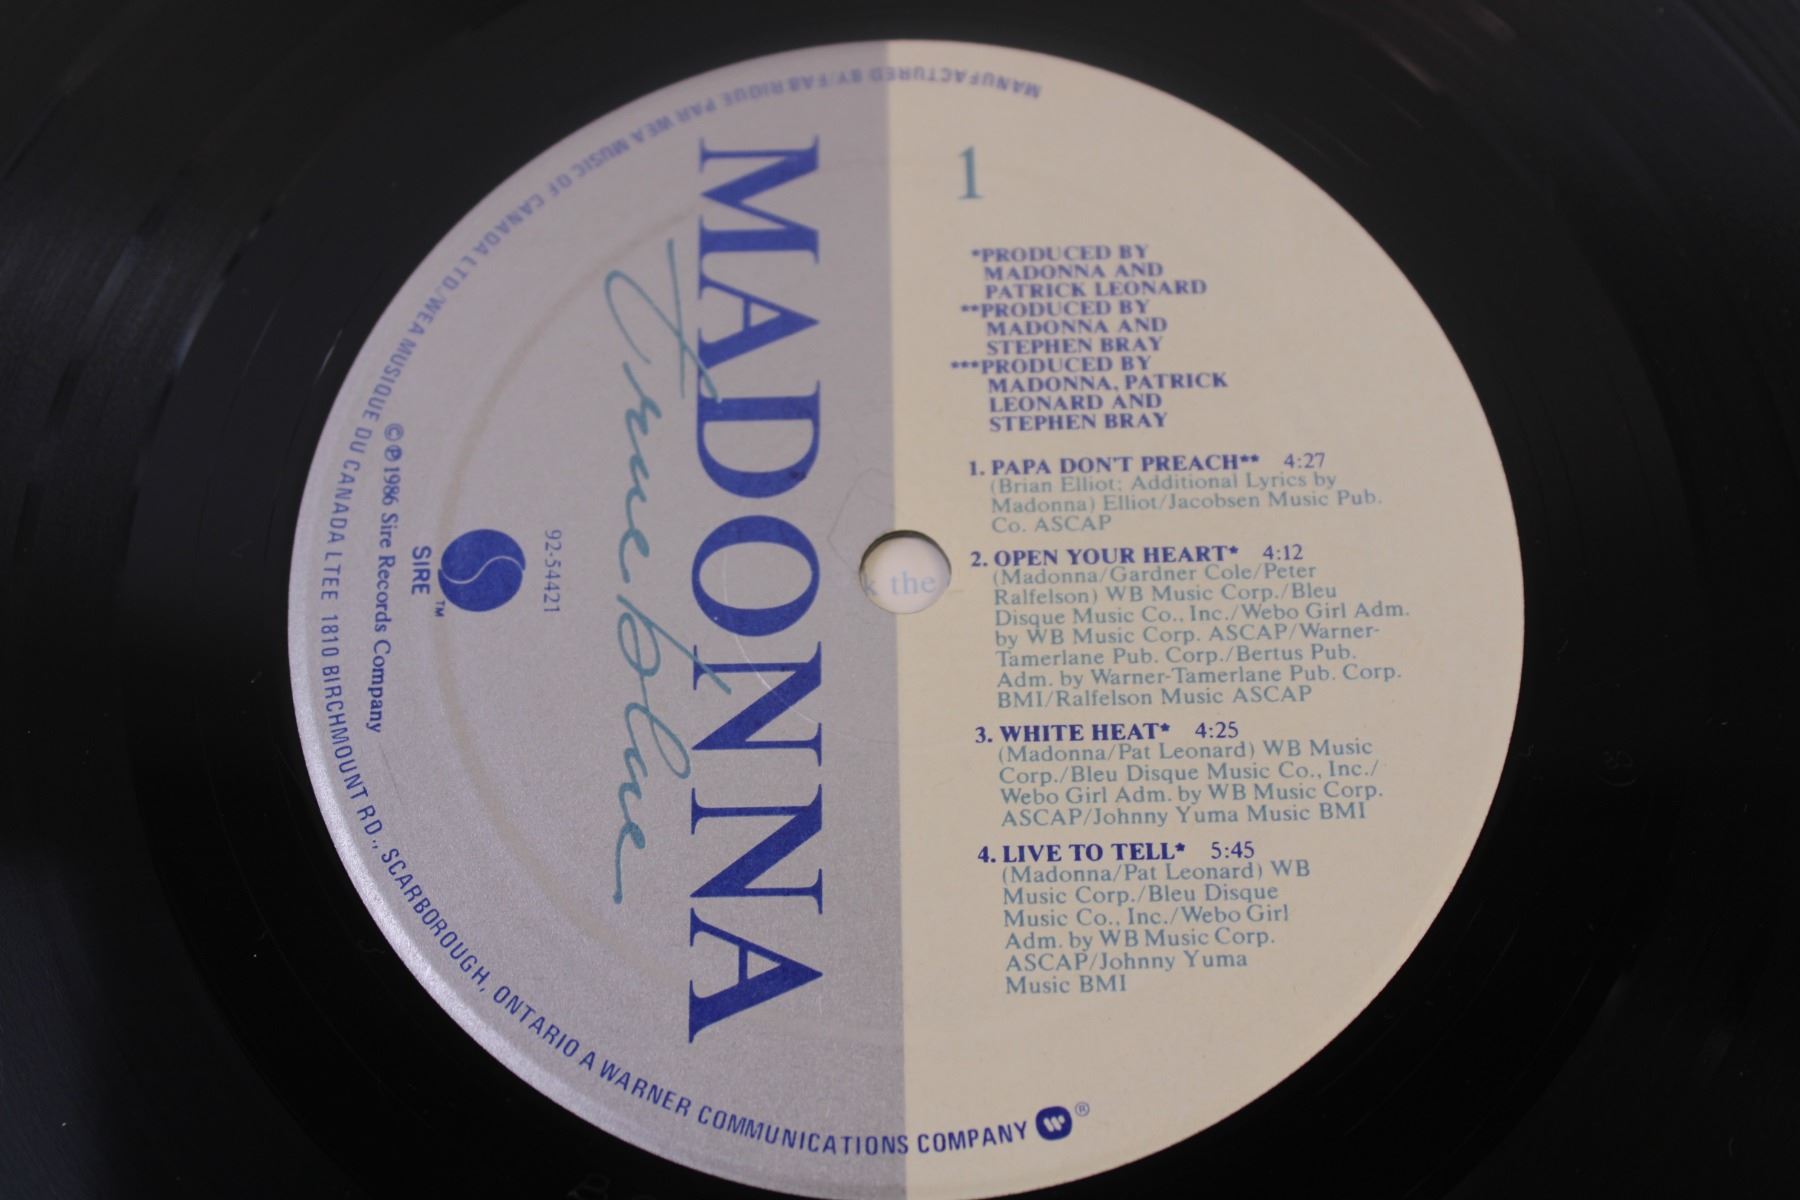 MADONNA
True blue
1
*PRODUCED BY
MADONNA AND
PATRICK LEONARD
**PRODUCED BY
MADONNA AND
STEPHEN BRAY
***PRODUCED BY
MADONNA, PATRICK
LEONARD AND
STEPHEN BRAY
1. PAPA DON'T PREACH** 4:27
(Brian Elliot: Additional Lyrics by
Madonna) Elliot/Jacobsen Music Pub.
Co. ASCAP
2. OPEN YOUR HEART* 4:12
(Madonna/Gardner Cole/Peter
Ralfelson) WB Music Corp./Bleu
Disque Music Co., Inc./Webo Girl Adm.
by WB Music Corp. ASCAP/Warner-
Tamerlane Pub. Corp./Bertus Pub.
Adm. by Warner-Tamerlane Pub. Corp.
BMI/Ralfelson Music ASCAP
3. WHITE HEAT* 4:25
(Madonna/Pat Leonard) WB Music
Corp./Bleu Disque Music Co., Inc./
Webo Girl Adm. by WB Music Corp.
ASCAP/Johnny Yuma Music BMI
4. LIVE TO TELL* 5:45
(Madonna/Pat Leonard) WB
Music Corp./Bleu Disque
Music Co., Inc./Webo Girl
Adm. by WB Music Corp.
ASCAP/Johnny Yuma
Music BMI
92-54421
SIRE ™
© ℗ 1986 Sire Records Company
MANUFACTURED BY/FABRIQUE PAR WEA MUSIC OF CANADA LTD./WEA MUSIQUE DU CANADA LTEE 1810 BIRCHMOUNT RD., SCARBOROUGH, ONTARIO A WARNER COMMUNICATIONS COMPANY ®
k the